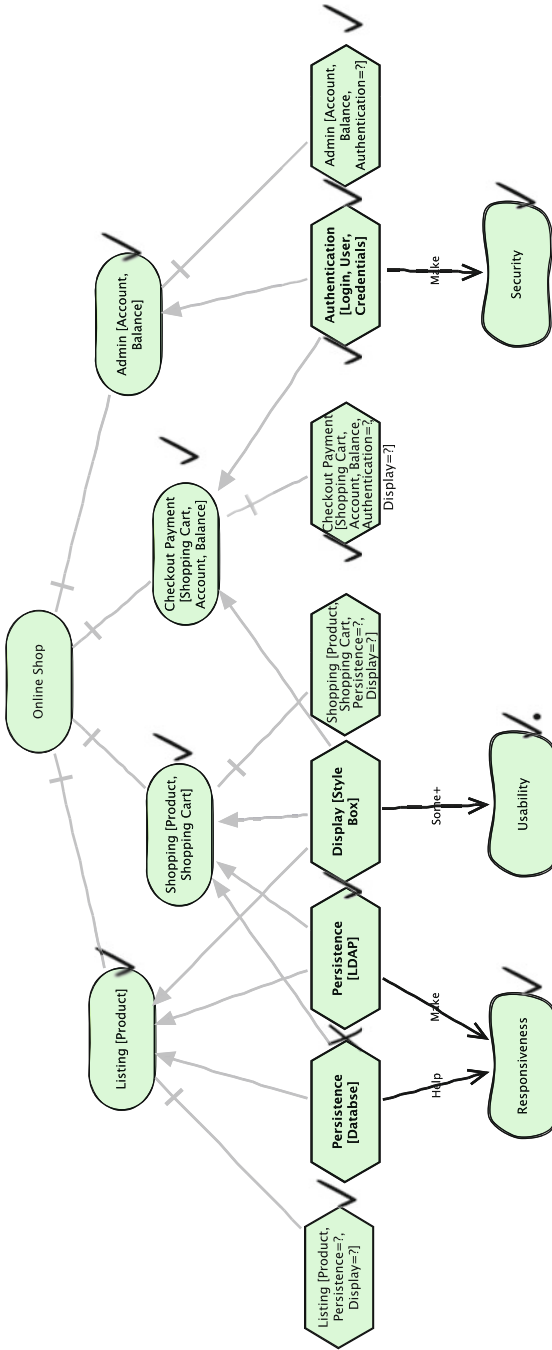 Online Shop
Listing [Product]
Shopping [Product,
Shopping Cart]
Checkout Payment
[Shopping Cart,
Account, Balance]
Admin [Account,
Balance]
Listing [Product,
Persistence=?,
Display=?]
Persistence
[Databse]
Persistence
[LDAP]
Display [Style
Box]
Shopping [Product,
Shopping Cart,
Persistence=?,
Display=?]
Checkout Payment
[Shopping Cart,
Account, Balance,
Authentication=?,
Display=?]
Authentication
[Login, User,
Credentials]
Admin [Account,
Balance,
Authentication=?]
Help
Make
Some+
Make
Responsiveness
Usability
Security